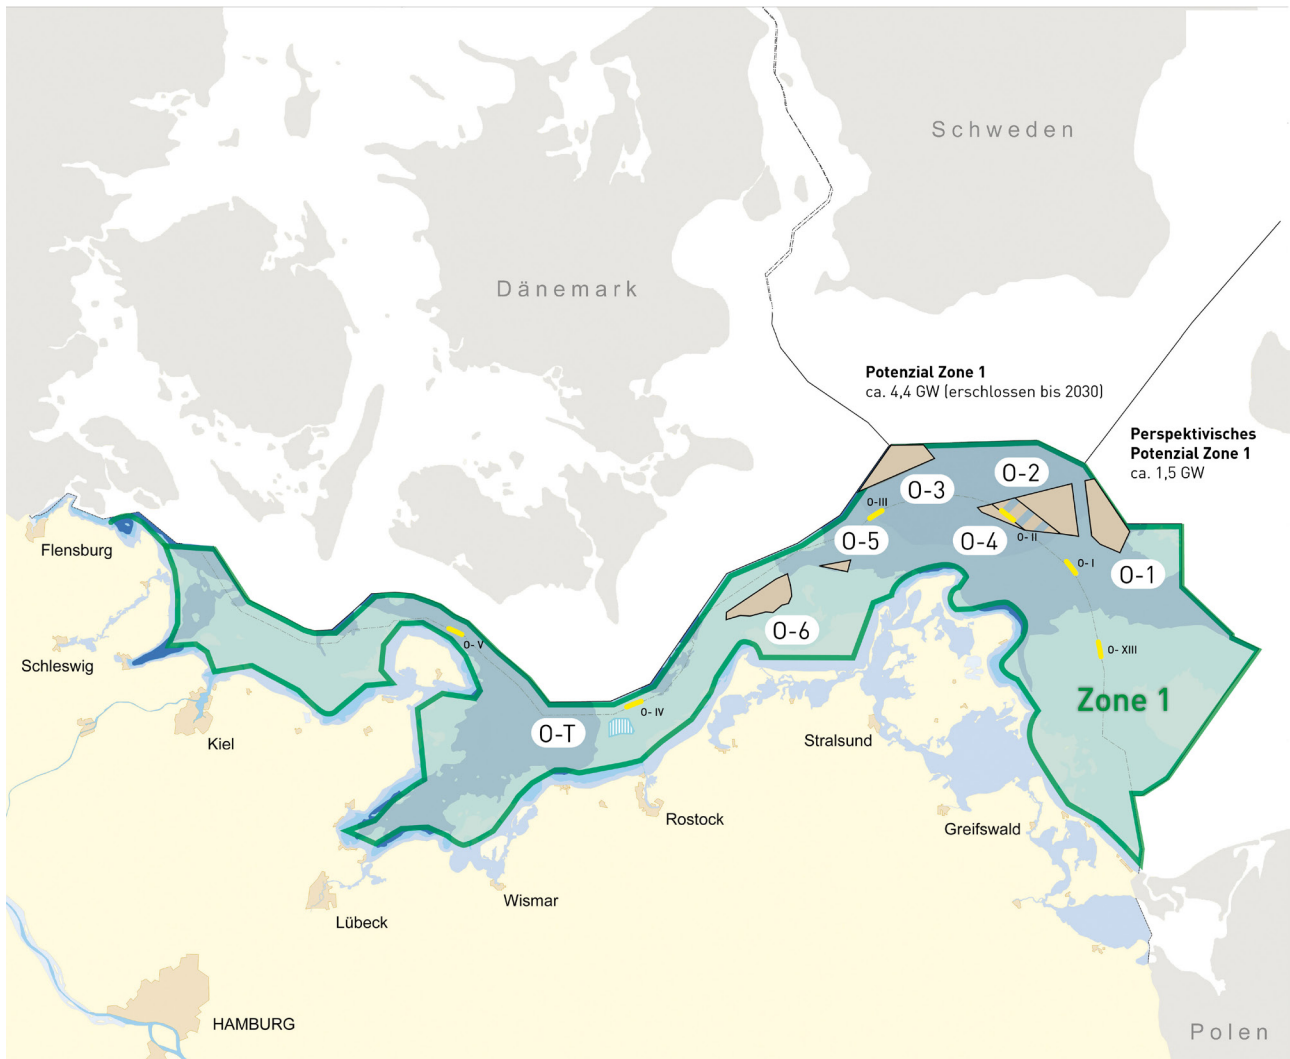 Schweden
Dänemark
Potenzial Zone 1
ca. 4,4 GW (erschlossen bis 2030)
Perspektivisches
Potenzial Zone 1
ca. 1,5 GW
O-2
O-3
O-III
O-II
O-4
O-5
O-I
O-1
Flensburg
O-6
O-V
O-XIII
Schleswig
Zone 1
O-IV
O-T
Kiel
Stralsund
Rostock
Greifswald
Wismar
Lübeck
HAMBURG
Polen